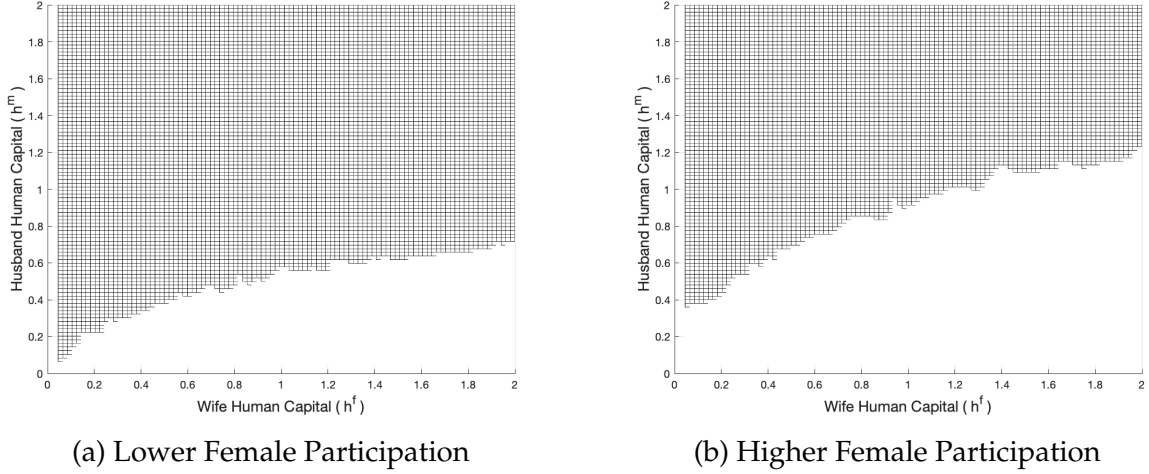 2
1.8
1.6
1.4
1.2
1
0.8
0.6
0.4
0.2
0
Husband Human Capital ( h^m )
0 0.2 0.4 0.6 0.8 1 1.2 1.4 1.6 1.8 2
Wife Human Capital ( h^f )
(a) Lower Female Participation
2
1.8
1.6
1.4
1.2
1
0.8
0.6
0.4
0.2
0
Husband Human Capital ( h^m )
0 0.2 0.4 0.6 0.8 1 1.2 1.4 1.6 1.8 2
Wife Human Capital ( h^f )
(b) Higher Female Participation